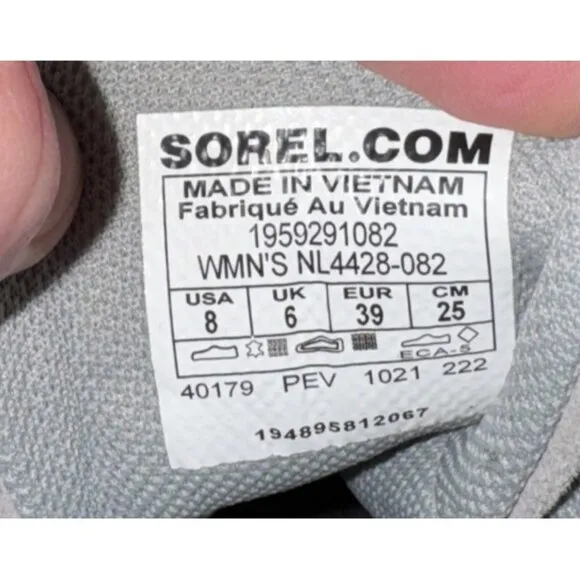 SOREL.COM
MADE IN VIETNAM
Fabriqué Au Vietnam
1959291082
WMN'S NL4428-082
USA UK EUR CM
8 6 39 25
ECA-S
40179 PEV 1021 222
194895812067